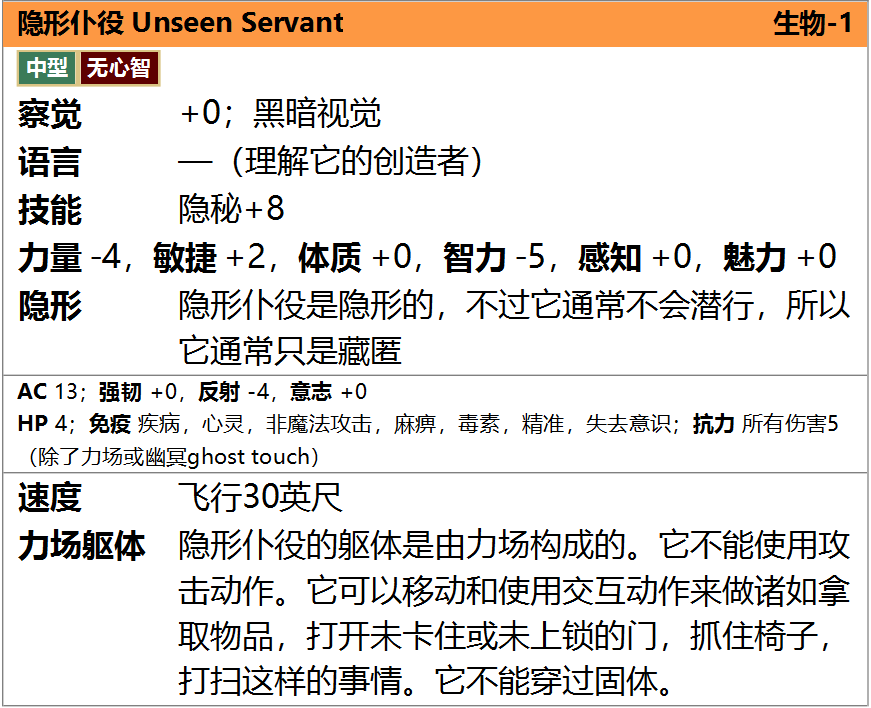 隐形仆役 Unseen Servant 生物-1
中型 无心智
察觉 +0；黑暗视觉
语言 —（理解它的创造者）
技能 隐秘+8
力量 -4，敏捷 +2，体质 +0，智力 -5，感知 +0，魅力 +0
隐形 隐形仆役是隐形的，不过它通常不会潜行，所以
它通常只是藏匿
AC 13；强韧 +0，反射 -4，意志 +0
HP 4；免疫 疾病，心灵，非魔法攻击，麻痹，毒素，精准，失去意识；抗力 所有伤害5
（除了力场或幽冥ghost touch）
速度 飞行30英尺
力场躯体 隐形仆役的躯体是由力场构成的。它不能使用攻
击动作。它可以移动和使用交互动作来做诸如拿
取物品，打开未卡住或未上锁的门，抓住椅子，
打扫这样的事情。它不能穿过固体。